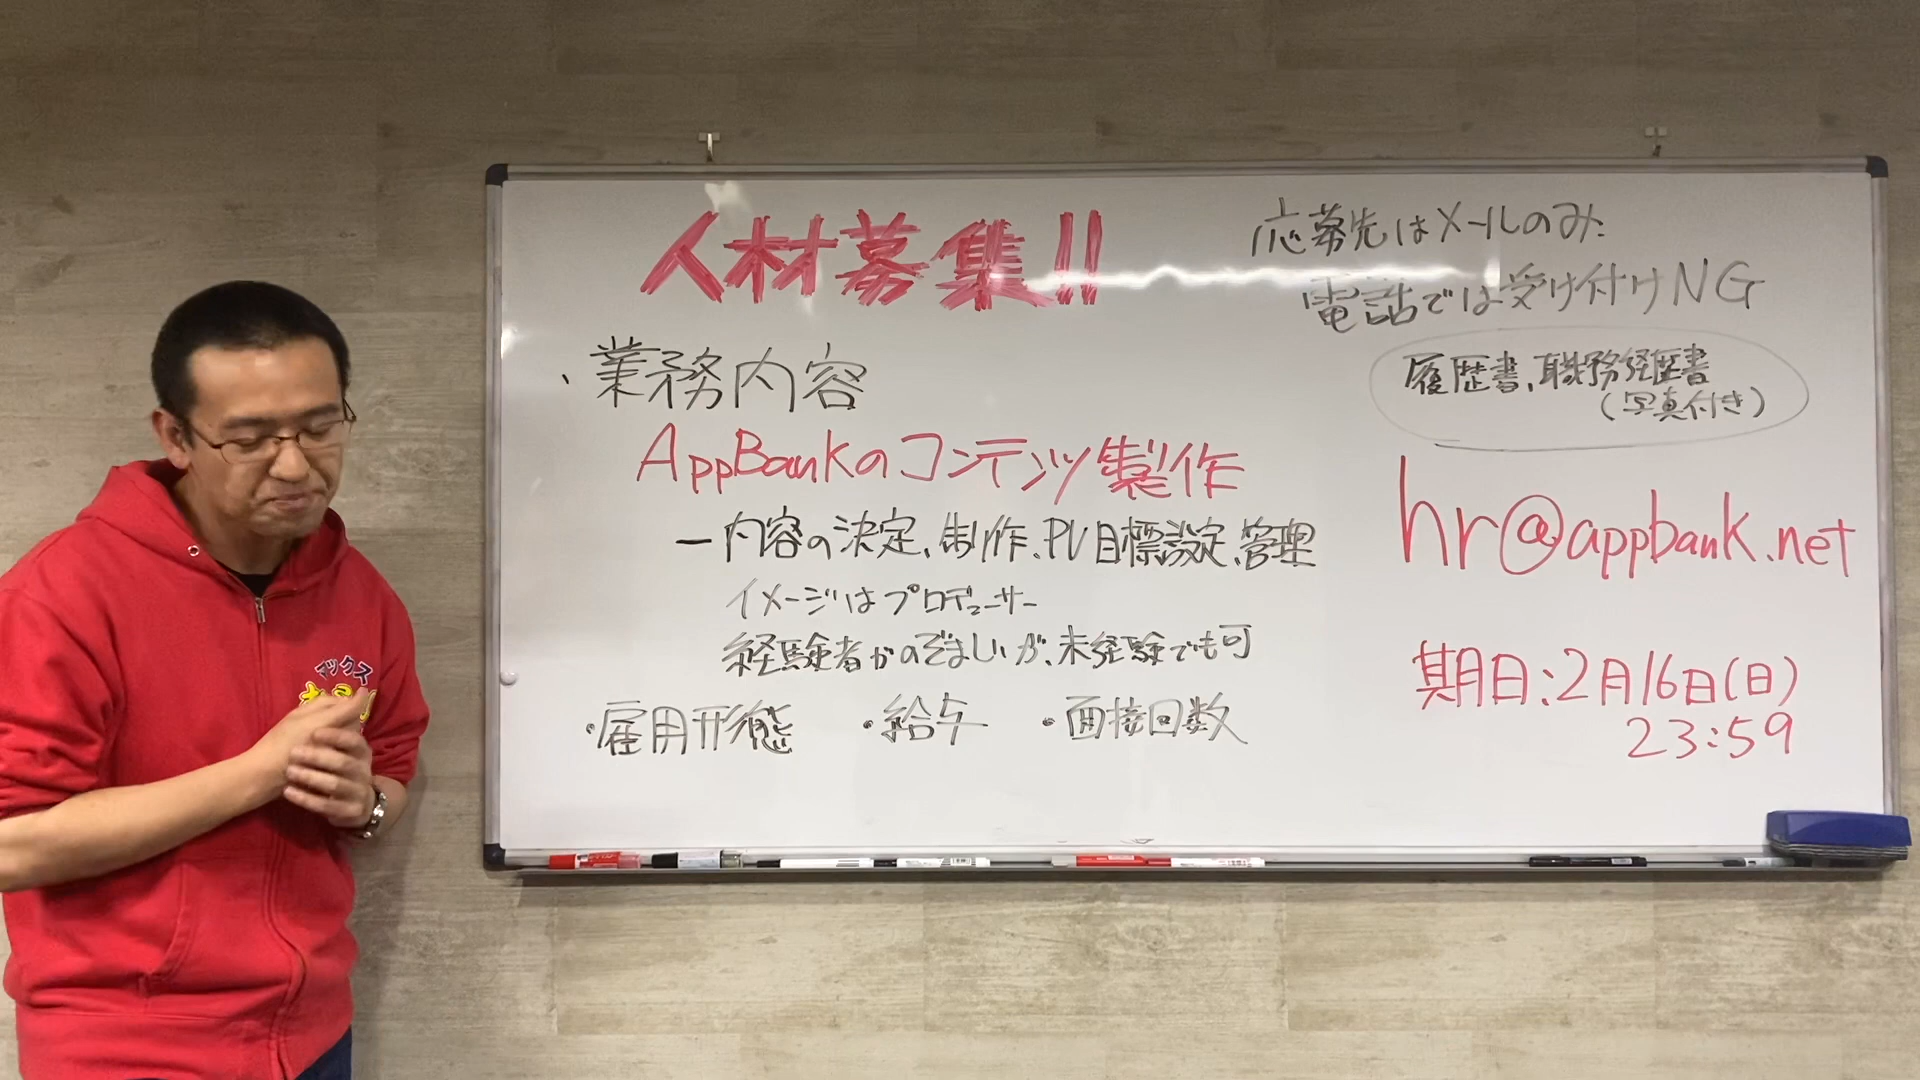 人材募集!!
・業務内容
AppBankのコンテンツ製作
ー内容の決定、制作、PV目標設定、管理
イメージはプロデューサー
経験者がのぞましいが、未経験でも可
・雇用形態 ・給与 ・面接回数
応募先はメールのみ
電話では受け付けNG
履歴書、職務経歴書
(写真付き)
hr@appbank.net
期日:2月16日(日)
23:59
マックス